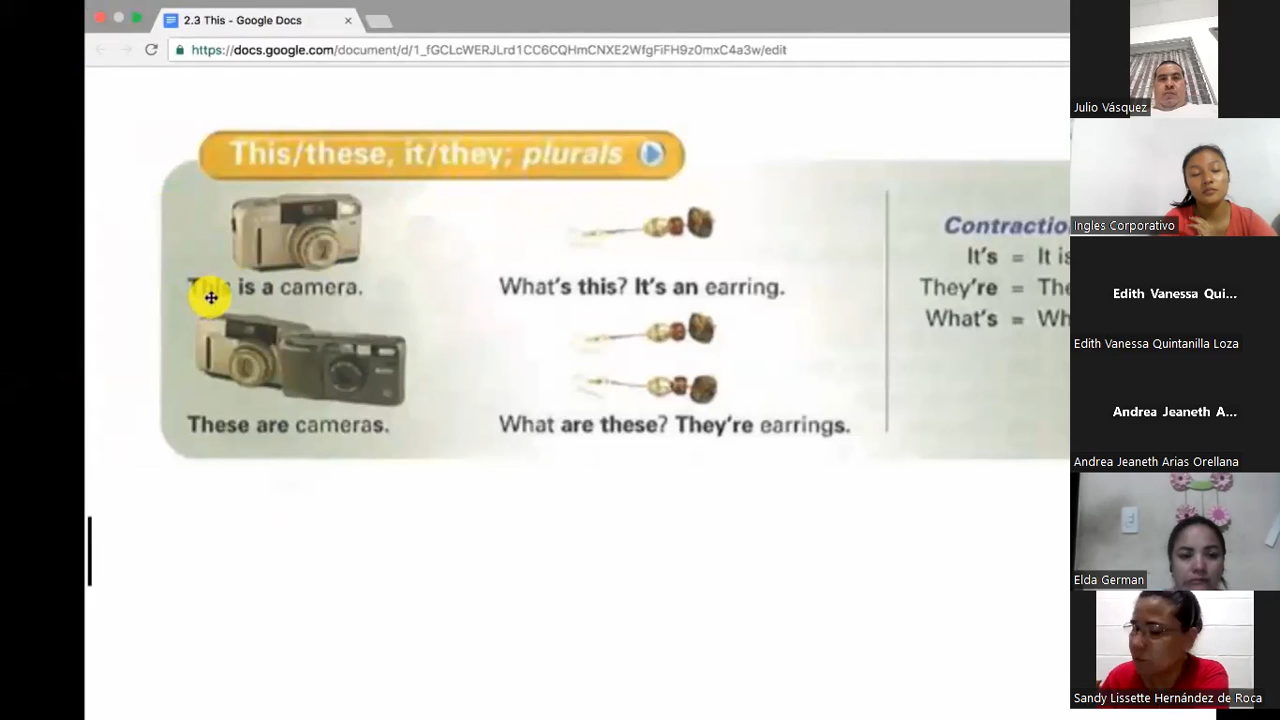 2.3 This - Google Docs
https://docs.google.com/document/d/1_fGCLcWERJLrd1CC6CQHmCNXE2WfgFiFH9z0mxC4a3w/edit
This/these, it/they; plurals
This is a camera.
What's this? It's an earring.
These are cameras.
What are these? They're earrings.
Contractio
It's = It is
They're = The
What's = Wh
Julio Vásquez
Ingles Corporativo
Edith Vanessa Qui...
Edith Vanessa Quintanilla Loza
Andrea Jeaneth A...
Andrea Jeaneth Arias Orellana
Elda German
Sandy Lissette Hernández de Roca